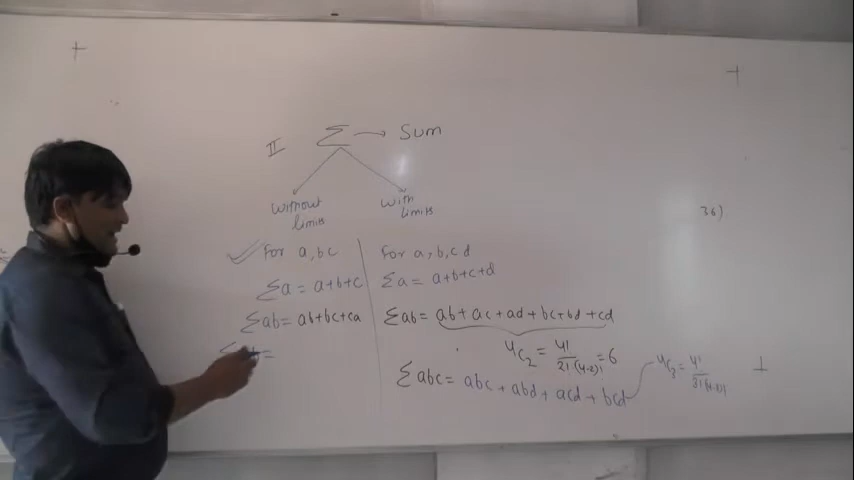 II Σ → Sum
without limits
with limits
✓ For a, b c
Σa = a+b+c
Σab = ab+bc+ca
=
For a, b, c d
Σa = a+b+c+d
Σab = ab + ac + ad + bc + bd + cd
4C2 = 4! / 2!(4-2)! = 6
Σabc = abc + abd + acd + bcd
4C3 = 4! / 3!(4-3)!
36)